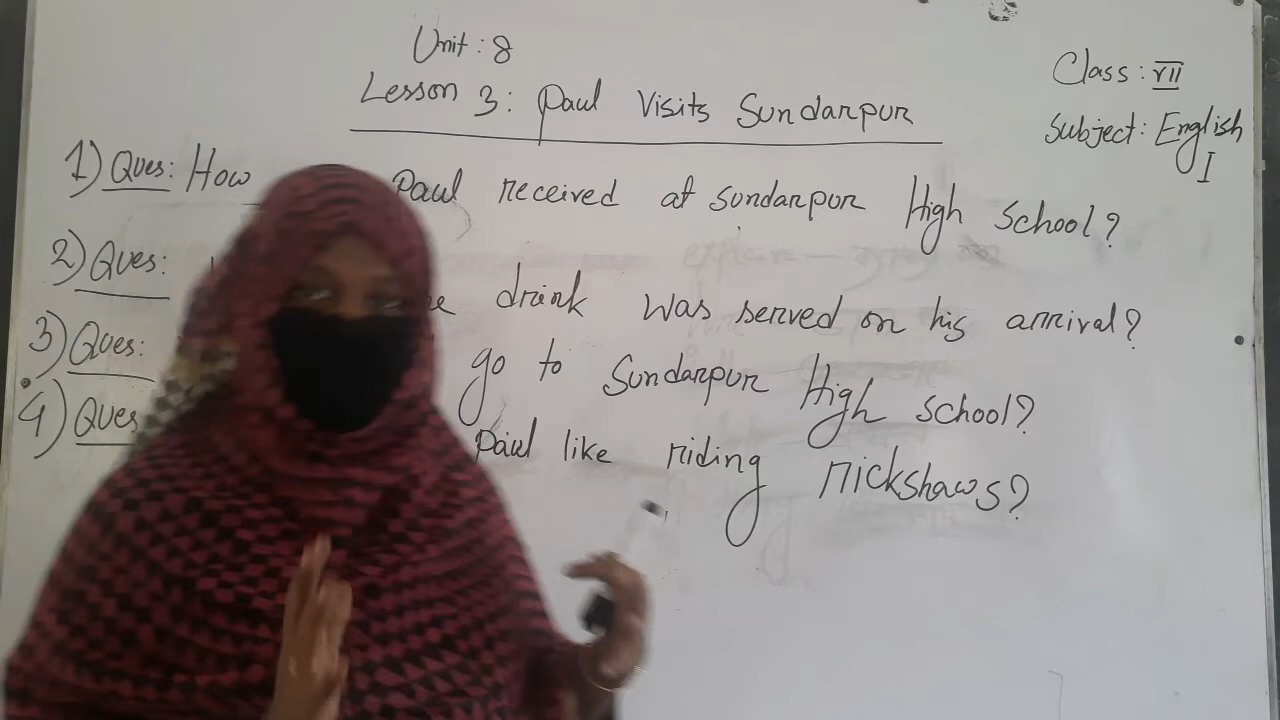 Unit: 8
Lesson 3: Paul Visits Sundarpur
Class: VII
Subject: English I
1) Ques: How Paul received at sundarpur High school?
2) Ques: drink was served on his arrival?
3) Ques: go to Sundarpur High school?
4) Ques Paul like riding rickshaws?